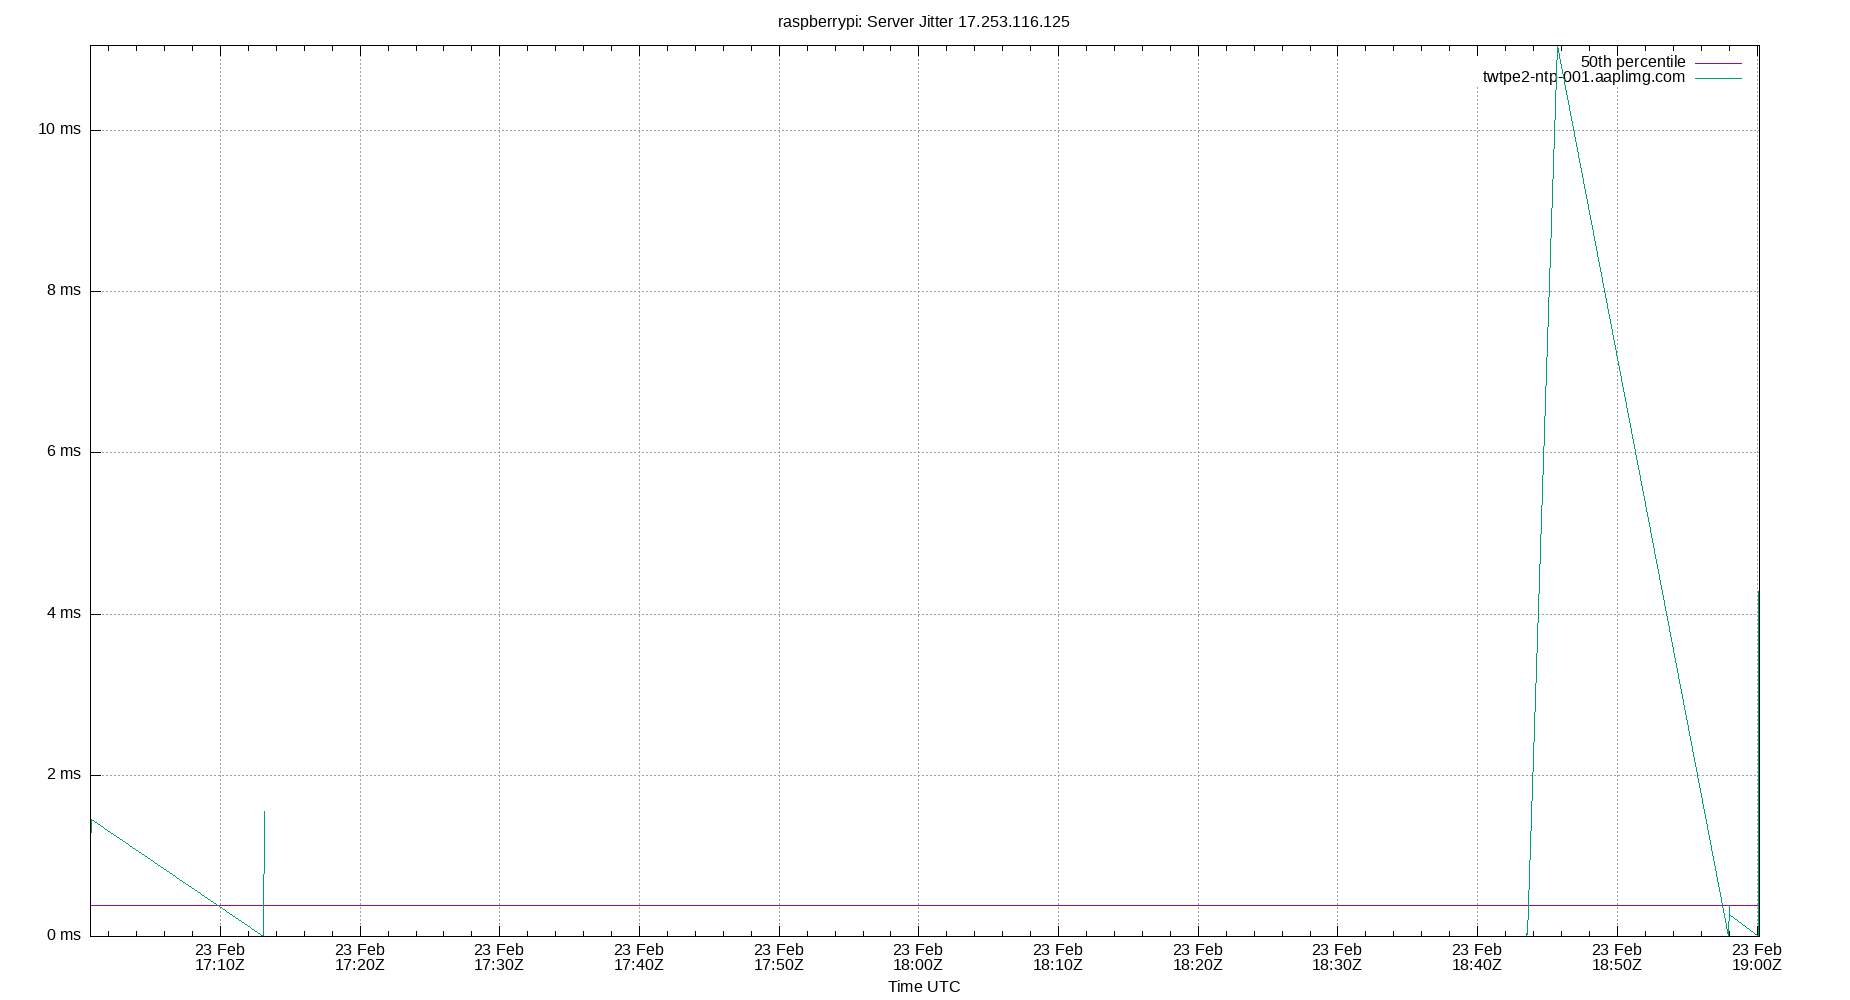 raspberrypi: Server Jitter 17.253.116.125
50th percentile
twtpe2-ntp-001.aaplimg.com
10 ms
8 ms
6 ms
4 ms
2 ms
0 ms
23 Feb 23 Feb 23 Feb 23 Feb 23 Feb 23 Feb 23 Feb 23 Feb 23 Feb 23 Feb 23 Feb 23 Feb
17:10Z 17:20Z 17:30Z 17:40Z 17:50Z 18:00Z 18:10Z 18:20Z 18:30Z 18:40Z 18:50Z 19:00Z
Time UTC